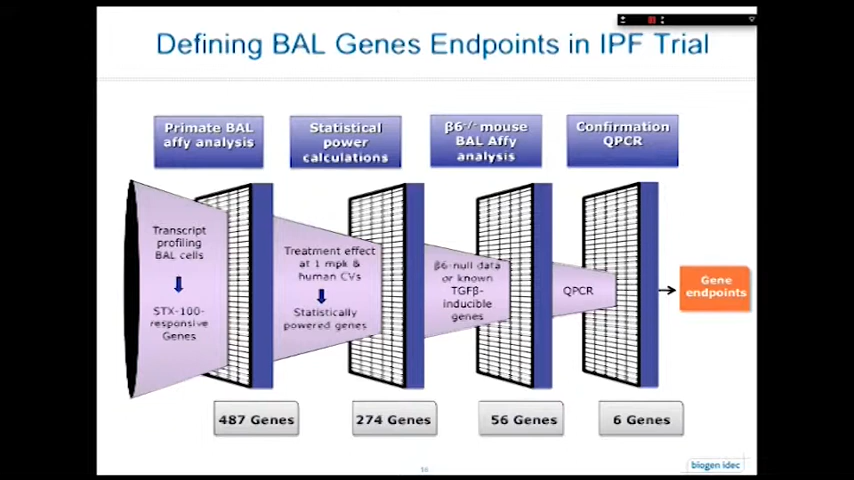 Defining BAL Genes Endpoints in IPF Trial
Primate BAL
affy analysis
Statistical
power
calculations
β6-/- mouse
BAL Affy
analysis
Confirmation
QPCR
Transcript
profiling
BAL cells
STX-100-
responsive
Genes
Treatment effect
at 1 mpk &
human CVs
Statistically
powered genes
β6-null data
or known
TGFβ-
inducible
genes
QPCR
Gene
endpoints
487 Genes
274 Genes
56 Genes
6 Genes
16
biogen idec